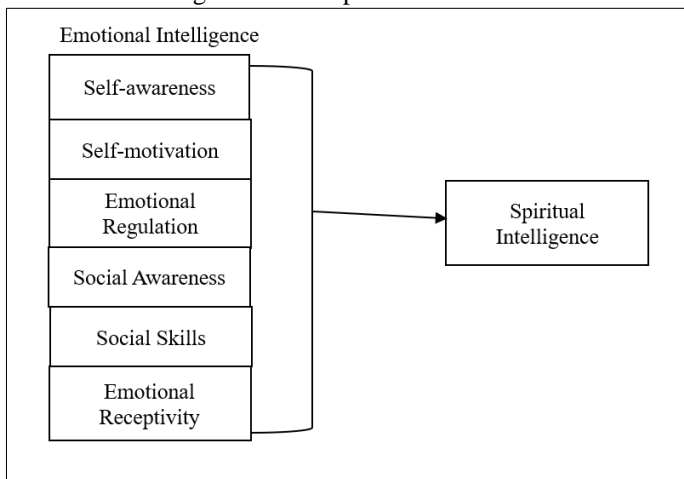 Emotional Intelligence
Self-awareness
Self-motivation
Emotional
Regulation
Social Awareness
Social Skills
Emotional
Receptivity
Spiritual
Intelligence